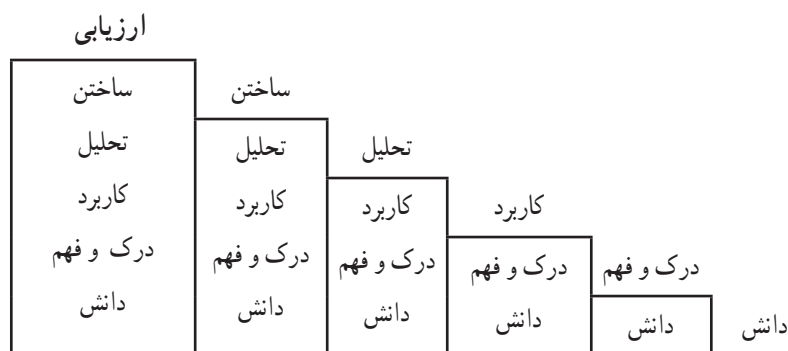 ارزیابی
ساختن ساختن
تحلیل تحلیل تحلیل
کاربرد کاربرد کاربرد کاربرد
درک و فهم درک و فهم درک و فهم درک و فهم درک و فهم
دانش دانش دانش دانش دانش دانش